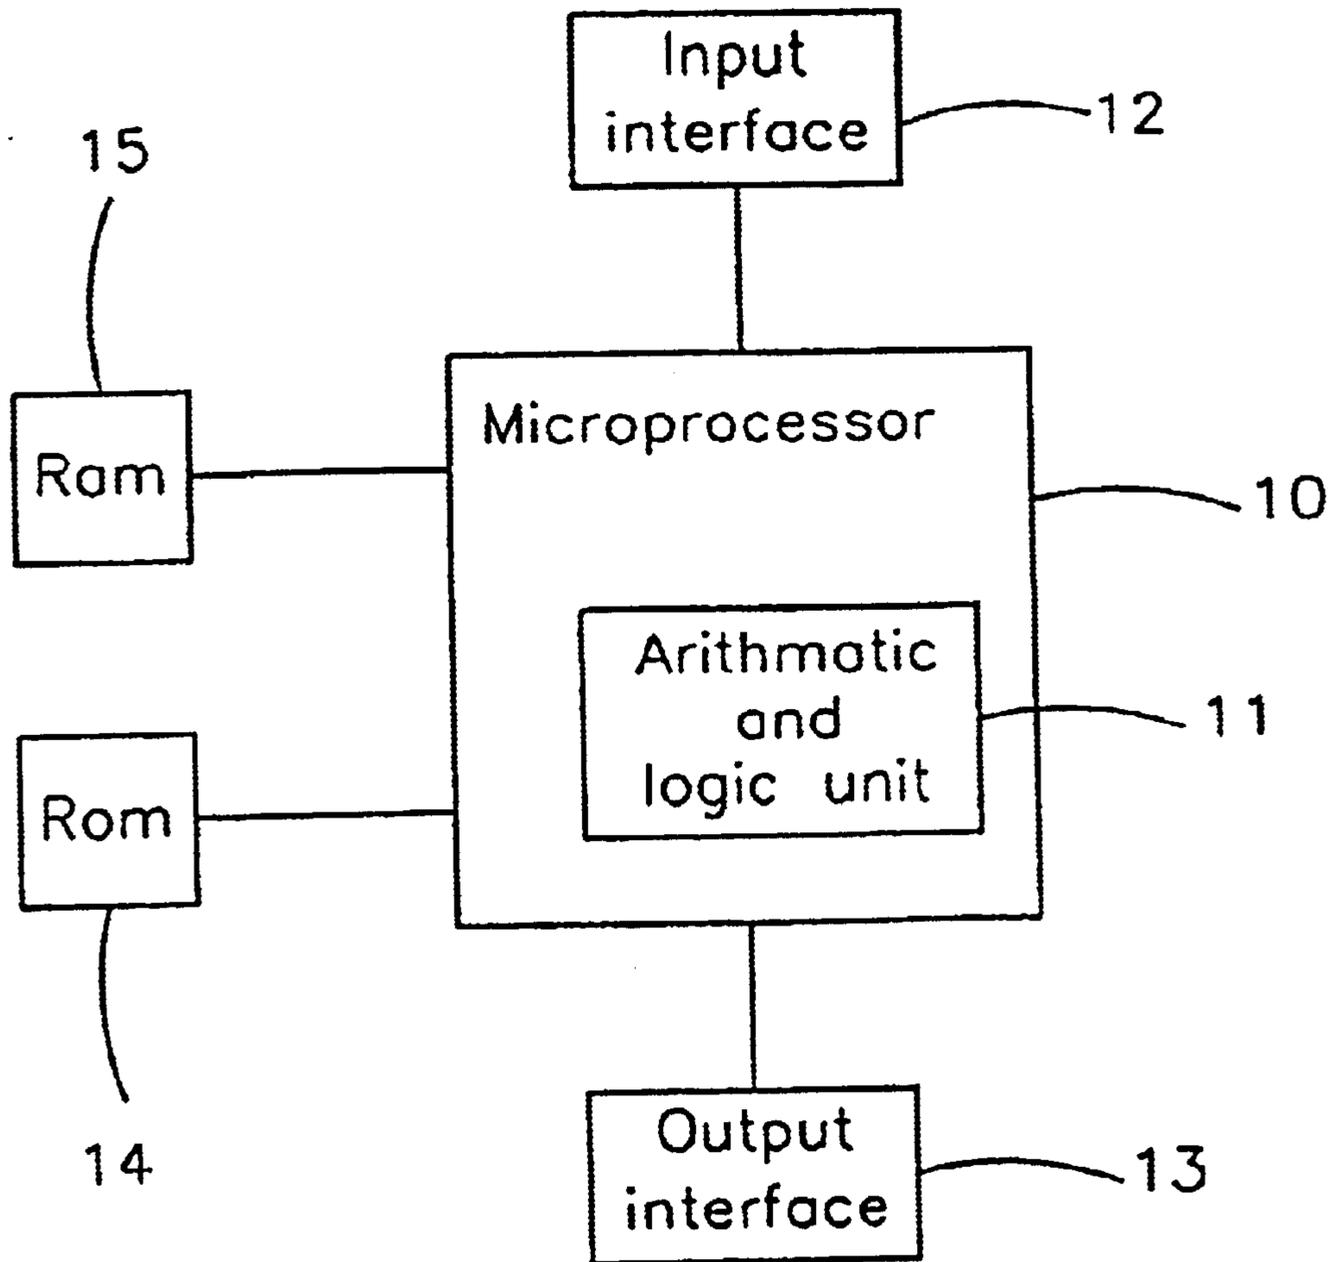 Input
interface
12
15
Microprocessor
Ram
10
Arithmatic
and
logic unit
11
Rom
Output
interface
13
14